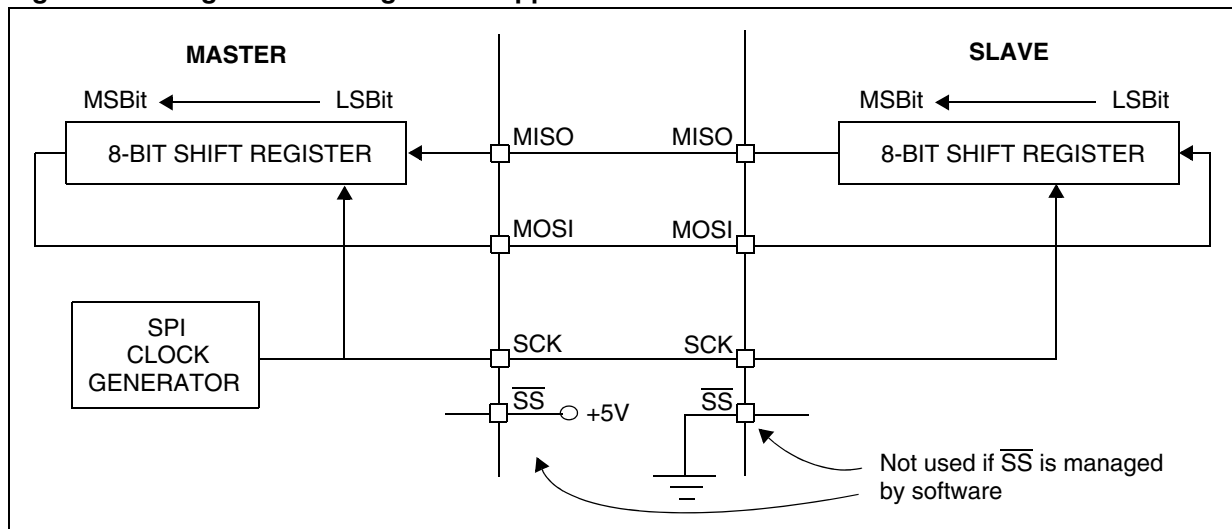 MASTER
SLAVE
MSBit
LSBit
MSBit
LSBit
8-BIT SHIFT REGISTER
MISO
MISO
8-BIT SHIFT REGISTER
MOSI
MOSI
SPI
CLOCK
GENERATOR
SCK
SCK
SS
+5V
SS
Not used if SS is managed
by software